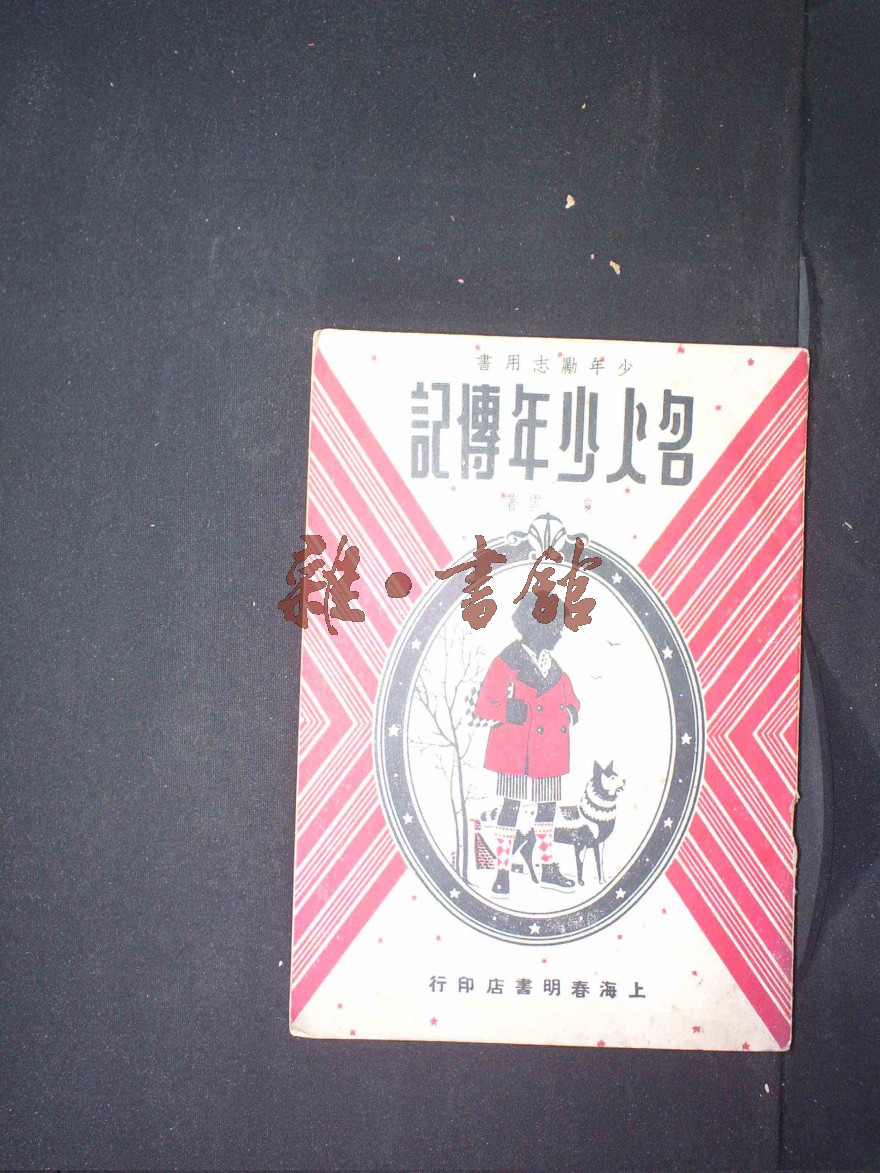 少年勵志用書
名人少年傳記
著
雜·書館
上海春明書店印行